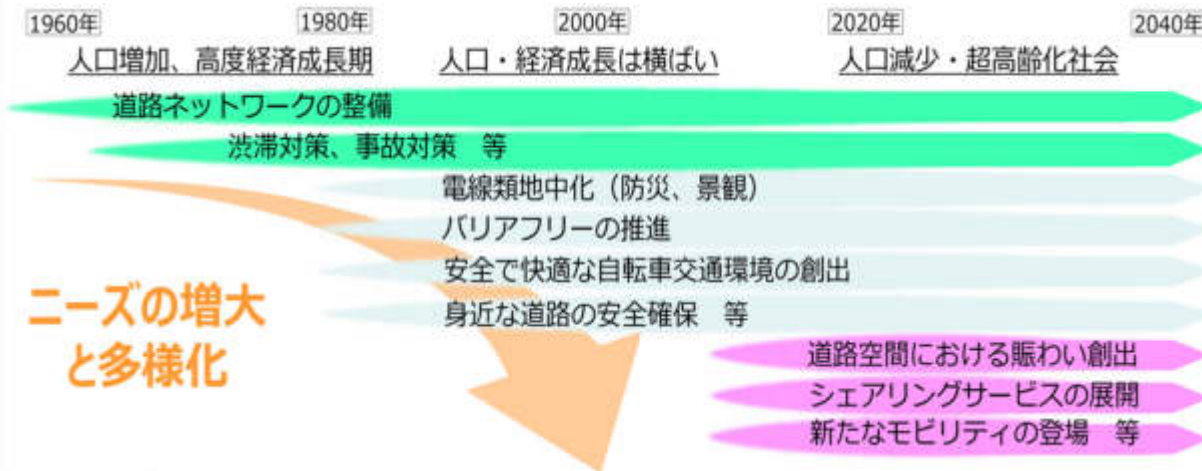 1960年 1980年 2000年 2020年 2040年
人口増加、高度経済成長期 人口・経済成長は横ばい 人口減少・超高齢化社会
道路ネットワークの整備
渋滞対策、事故対策　等
電線類地中化（防災、景観）
バリアフリーの推進
安全で快適な自転車交通環境の創出
身近な道路の安全確保　等
ニーズの増大
と多様化
道路空間における賑わい創出
シェアリングサービスの展開
新たなモビリティの登場　等